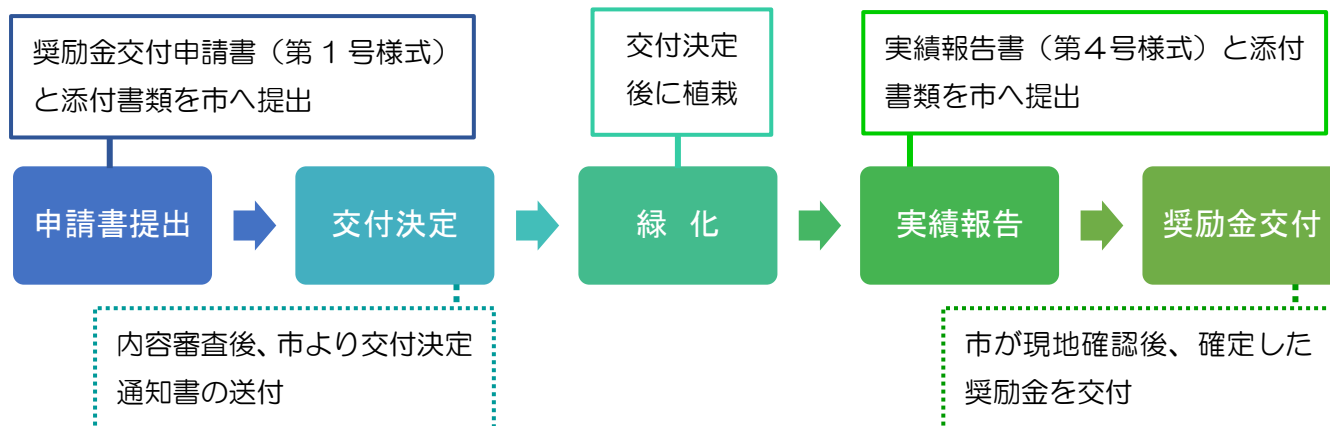 奨励金交付申請書（第1号様式）
と添付書類を市へ提出
交付決定
後に植栽
実績報告書（第4号様式）と添付
書類を市へ提出
申請書提出
交付決定
緑 化
実績報告
奨励金交付
内容審査後、市より交付決定
通知書の送付
市が現地確認後、確定した
奨励金を交付